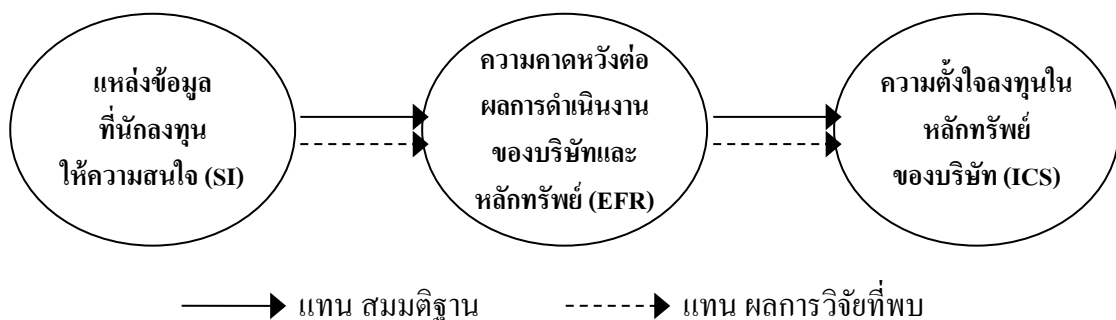 แหล่งข้อมูล
ที่นักลงทุน
ให้ความสนใจ (SI)
ความคาดหวังต่อ
ผลการดำเนินงาน
ของบริษัทและ
หลักทรัพย์ (EFR)
ความตั้งใจลงทุนใน
หลักทรัพย์
ของบริษัท (ICS)
แทน สมมติฐาน
แทน ผลการวิจัยที่พบ